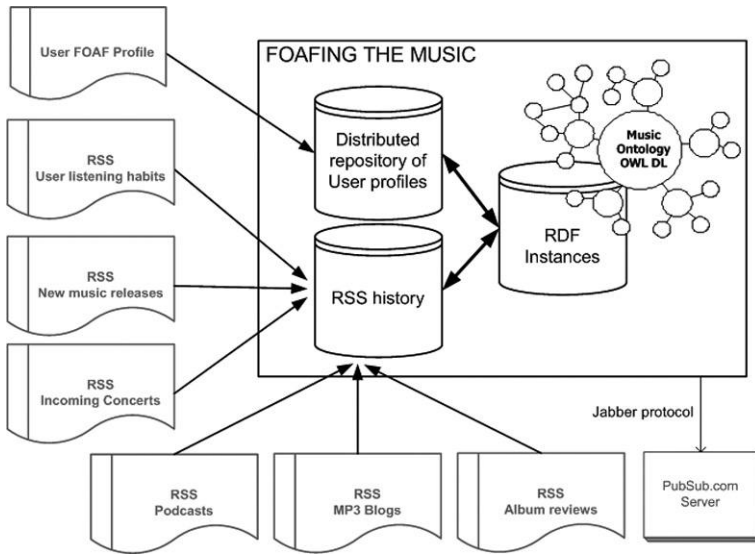 User FOAF Profile
FOAFING THE MUSIC
Distributed
repository of
User profiles
Music
Ontology
OWL DL
RSS
User listening habits
RDF
Instances
RSS
New music releases
RSS history
RSS
Incoming Concerts
Jabber protocol
RSS
Podcasts
RSS
MP3 Blogs
RSS
Album reviews
PubSub.com
Server